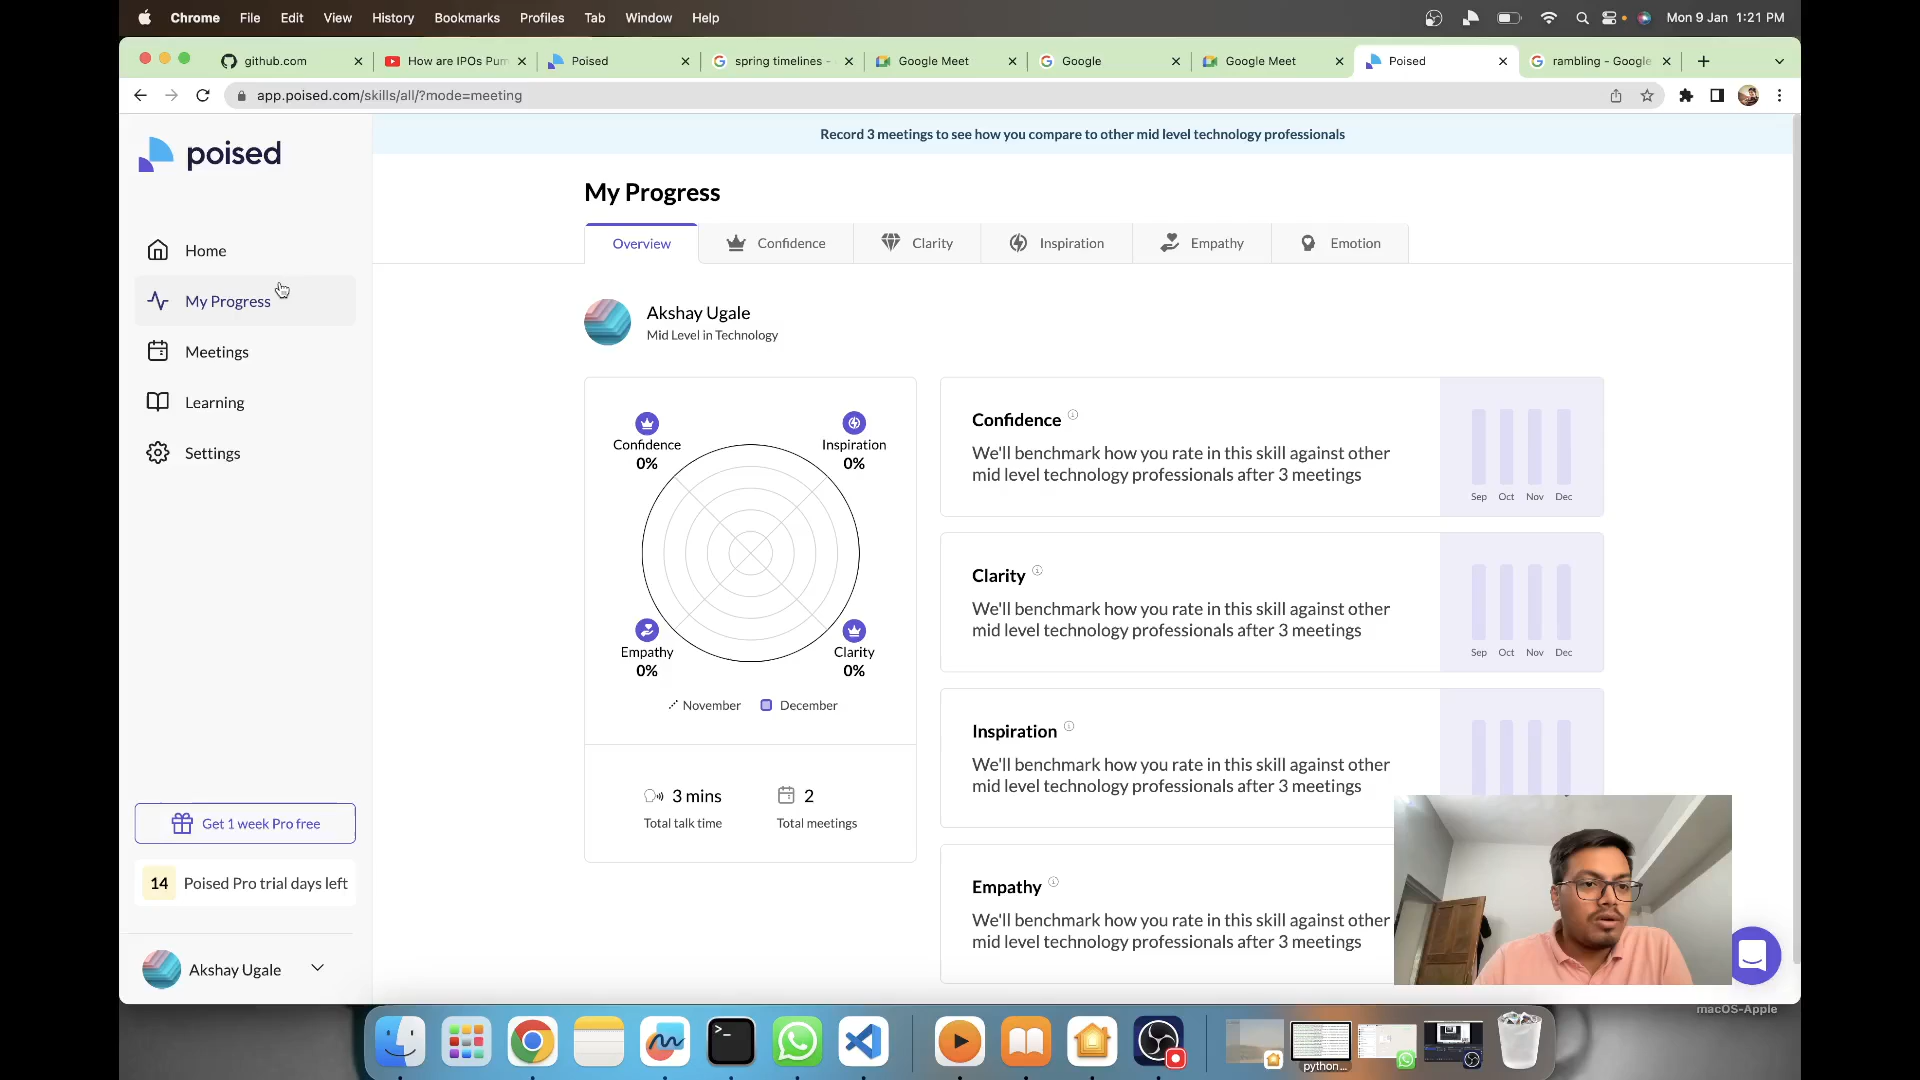 Chrome File Edit View History Bookmarks Profiles Tab Window Help Mon 9 Jan 1:21 PM
github.com How are IPOs Pum Poised spring timelines - Google Meet Google Google Meet Poised rambling - Google
app.poised.com/skills/all/?mode=meeting
poised
Home
My Progress
Meetings
Learning
Settings
Get 1 week Pro free
14 Poised Pro trial days left
Akshay Ugale
Record 3 meetings to see how you compare to other mid level technology professionals
My Progress
Overview Confidence Clarity Inspiration Empathy Emotion
Akshay Ugale
Mid Level in Technology
Confidence
0%
Inspiration
0%
Empathy
0%
Clarity
0%
November December
3 mins
Total talk time
2
Total meetings
Confidence
We'll benchmark how you rate in this skill against other
mid level technology professionals after 3 meetings
Sep Oct Nov Dec
Clarity
We'll benchmark how you rate in this skill against other
mid level technology professionals after 3 meetings
Sep Oct Nov Dec
Inspiration
We'll benchmark how you rate in this skill against other
mid level technology professionals after 3 meetings
Empathy
We'll benchmark how you rate in this skill against other
mid level technology professionals after 3 meetings
macOS-Apple
python...